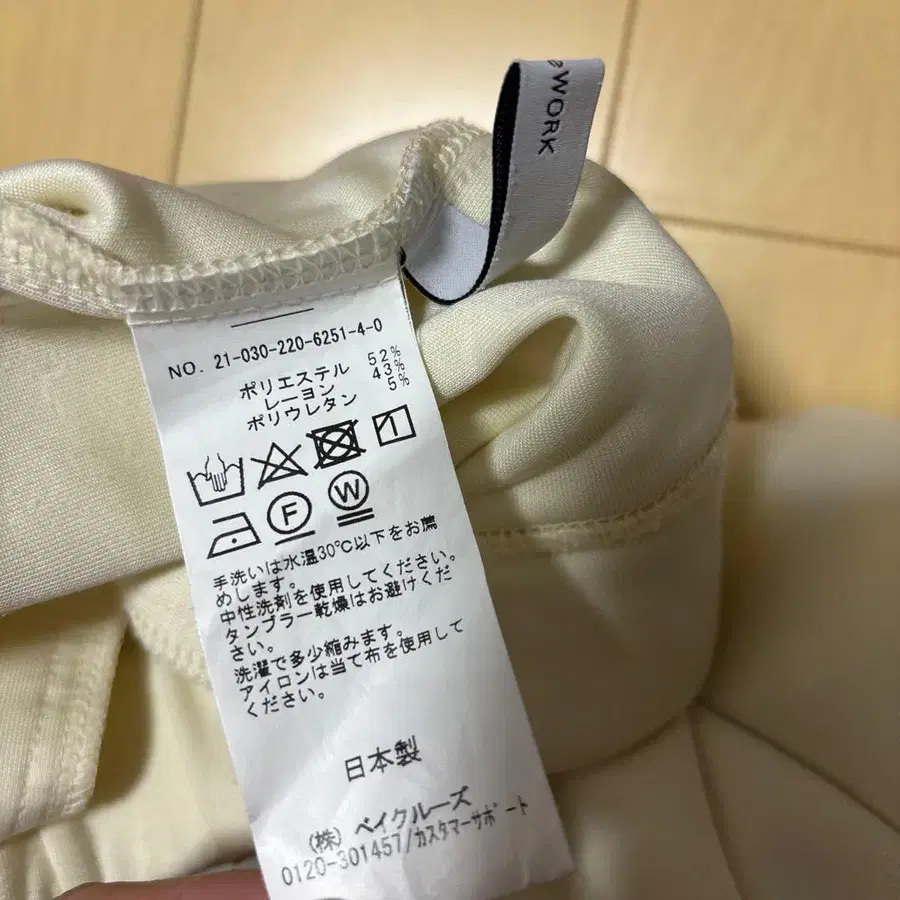 WORK
NO. 21-030-220-6251-4-0
ポリエステル 52%
レーヨン 43%
ポリウレタン 5%
F
W
手洗いは水温30℃以下をお薦
めします。
中性洗剤を使用してください。
タンブラー乾燥はお避けくだ
さい。
洗濯で多少縮みます。
アイロンは当て布を使用して
ください。
日本製
(株) ベイクルーズ
0120-301457/カスタマーサポート